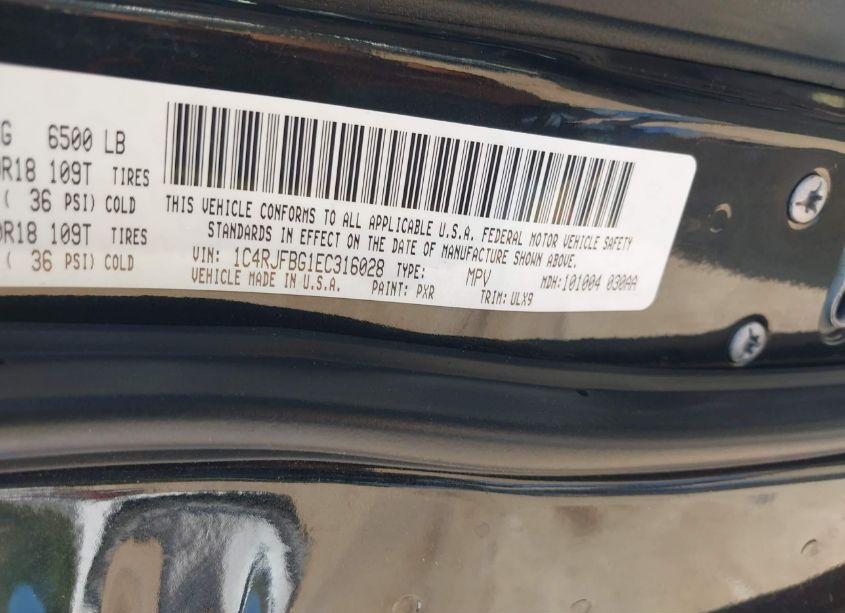 G 6500 LB
0R18 109T TIRES
( 36 PSI) COLD
0R18 109T TIRES
( 36 PSI) COLD
THIS VEHICLE CONFORMS TO ALL APPLICABLE U.S.A. FEDERAL MOTOR VEHICLE SAFETY
STANDARDS IN EFFECT ON THE DATE OF MANUFACTURE SHOWN ABOVE.
VIN: 1C4RJFBG1EC316028 TYPE: MPV MDH:101004 030AA
VEHICLE MADE IN U.S.A. PAINT: PXR TRIM: ULX9